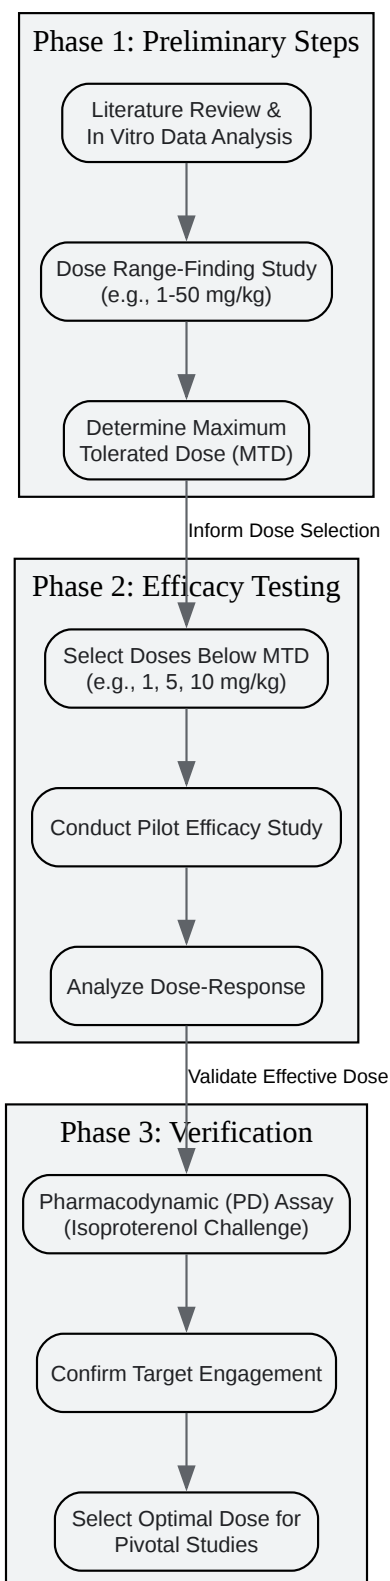 Phase 1: Preliminary Steps
Literature Review &
In Vitro Data Analysis
Dose Range-Finding Study
(e.g., 1-50 mg/kg)
Determine Maximum
Tolerated Dose (MTD)
Inform Dose Selection
Phase 2: Efficacy Testing
Select Doses Below MTD
(e.g., 1, 5, 10 mg/kg)
Conduct Pilot Efficacy Study
Analyze Dose-Response
Validate Effective Dose
Phase 3: Verification
Pharmacodynamic (PD) Assay
(Isoproterenol Challenge)
Confirm Target Engagement
Select Optimal Dose for
Pivotal Studies